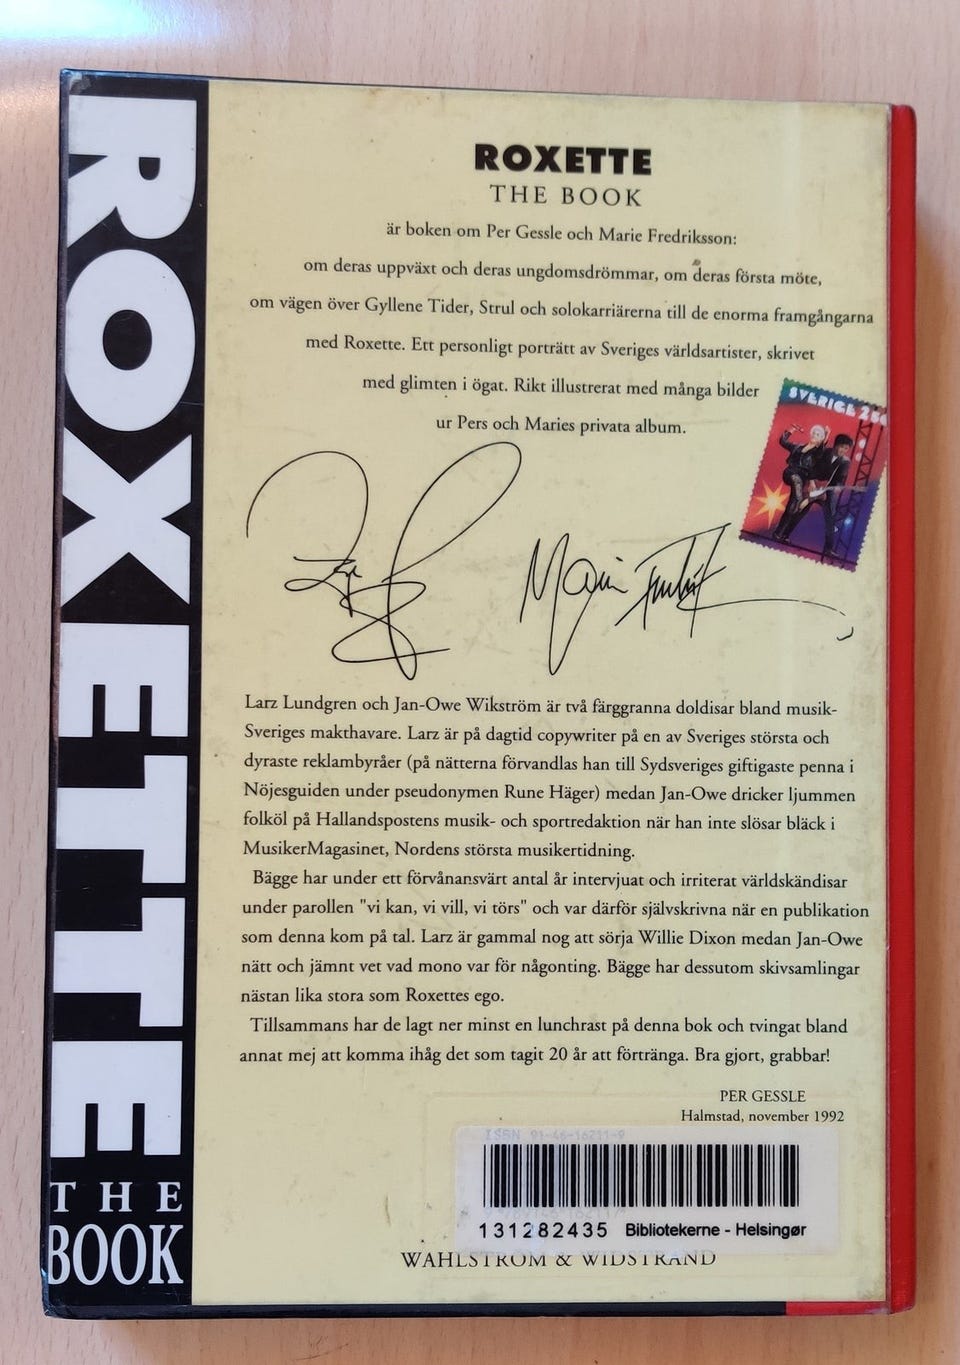 ROXETTE
THE
BOOK
ROXETTE
THE BOOK
är boken om Per Gessle och Marie Fredriksson:
om deras uppväxt och deras ungdomsdrömmar, om deras första möte,
om vägen över Gyllene Tider, Strul och solokarriärerna till de enorma framgångarna
med Roxette. Ett personligt porträtt av Sveriges världsartister, skrivet
med glimten i ögat. Rikt illustrerat med många bilder
ur Pers och Maries privata album.
SVERIGE
Larz Lundgren och Jan-Owe Wikström är två färggranna doldisar bland musik-
Sveriges makthavare. Larz är på dagtid copywriter på en av Sveriges största och
dyraste reklambyråer (på nätterna förvandlas han till Sydsveriges giftigaste penna i
Nöjesguiden under pseudonymen Rune Häger) medan Jan-Owe dricker ljummen
folköl på Hallandspostens musik- och sportredaktion när han inte slösar bläck i
MusikerMagasinet, Nordens största musikertidning.
Bägge har under ett förvånansvärt antal år intervjuat och irriterat världskändisar
under parollen "vi kan, vi vill, vi törs" och var därför självskrivna när en publikation
som denna kom på tal. Larz är gammal nog att sörja Willie Dixon medan Jan-Owe
nätt och jämnt vet vad mono var för någonting. Bägge har dessutom skivsamlingar
nästan lika stora som Roxettes ego.
Tillsammans har de lagt ner minst en lunchrast på denna bok och tvingat bland
annat mej att komma ihåg det som tagit 20 år att förtränga. Bra gjort, grabbar!
PER GESSLE
Halmstad, november 1992
ISBN 91-46-16211-9
131282435 Bibliotekerne - Helsingør
WAHLSTRÖM & WIDSTRAND